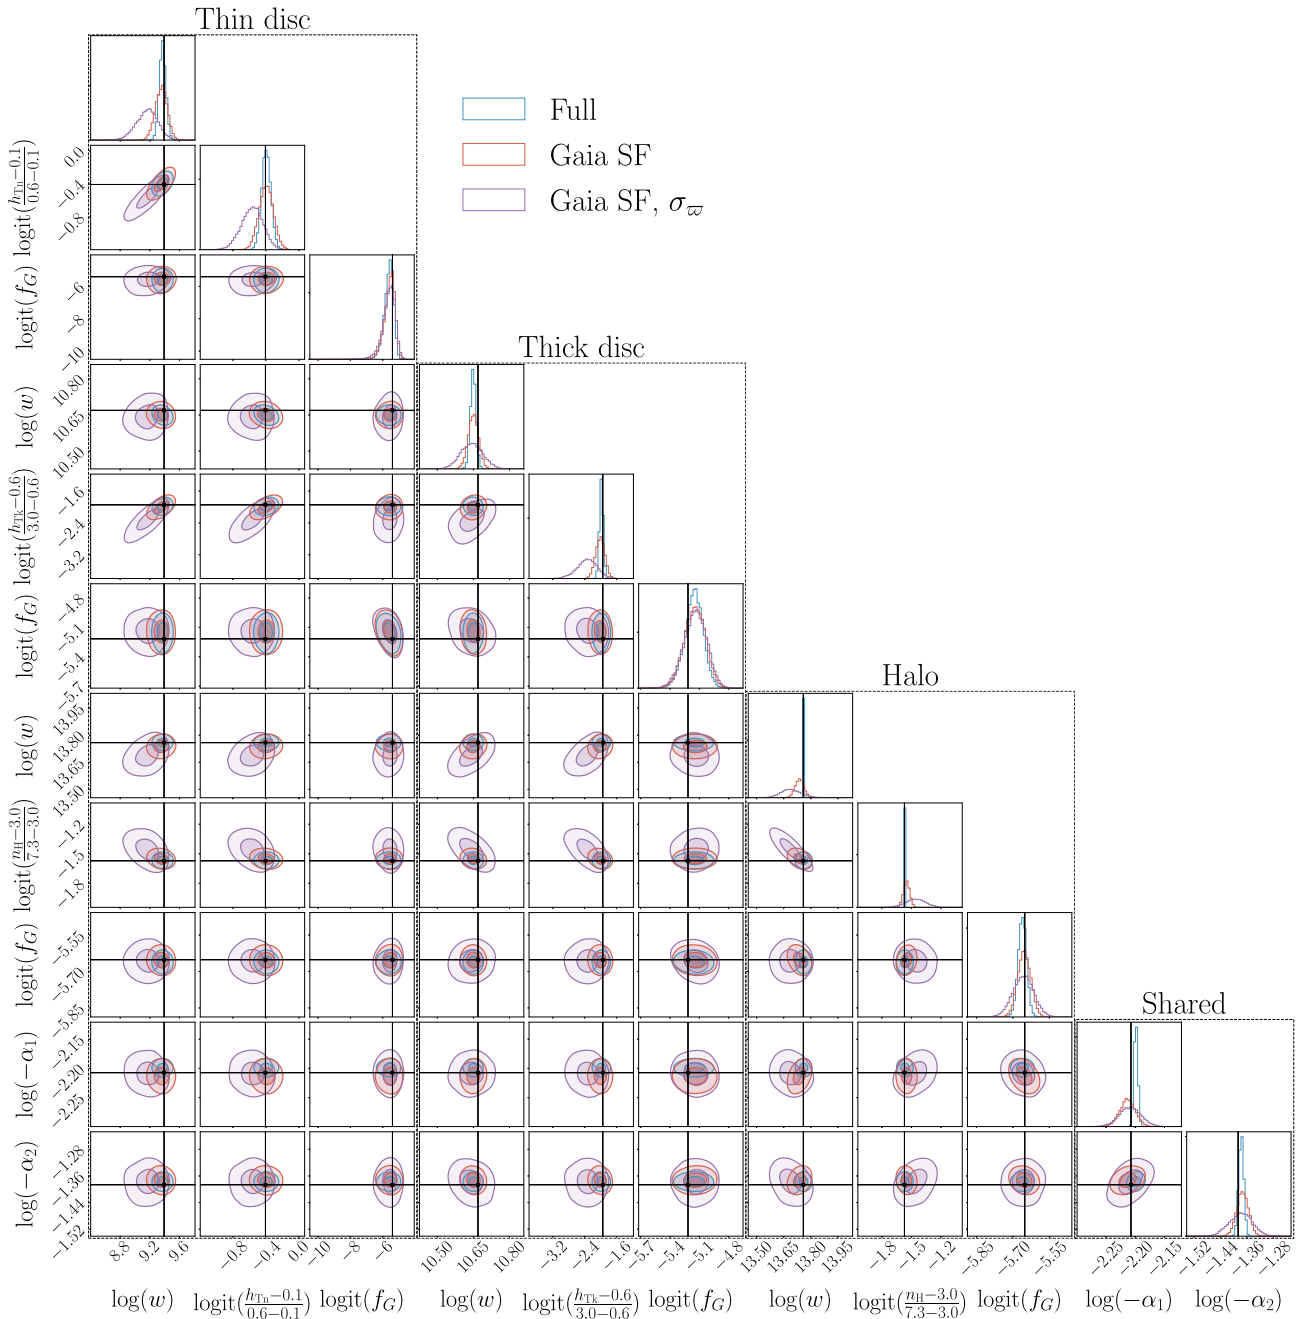 Thin disc
Full
Gaia SF
Gaia SF, σ_ϖ
logit((h_Tn−0.1)/(0.6−0.1))
0.0
−0.4
−0.8
logit(f_G)
−6
−8
−10
Thick disc
log(w)
10.80
10.65
10.50
logit((h_Tk−0.6)/(3.0−0.6))
−1.6
−2.4
−3.2
logit(f_G)
−4.8
−5.1
−5.4
−5.7
Halo
log(w)
13.95
13.80
13.65
13.50
logit((n_H−3.0)/(7.3−3.0))
−1.2
−1.5
−1.8
logit(f_G)
−5.55
−5.70
−5.85
Shared
log(−α_1)
−2.15
−2.20
−2.25
log(−α_2)
−1.28
−1.36
−1.44
−1.52
8.8 9.2 9.6 −0.8 −0.4 0.0 −10 −8 −6 10.50 10.65 10.80 −3.2 −2.4 −1.6 −5.7 −5.4 −5.1 −4.8 13.50 13.65 13.80 13.95 −1.8 −1.5 −1.2 −5.85 −5.70 −5.55 −2.25 −2.20 −2.15 −1.52 −1.44 −1.36 −1.28
log(w) logit((h_Tn−0.1)/(0.6−0.1)) logit(f_G) log(w) logit((h_Tk−0.6)/(3.0−0.6)) logit(f_G) log(w) logit((n_H−3.0)/(7.3−3.0)) logit(f_G) log(−α_1) log(−α_2)